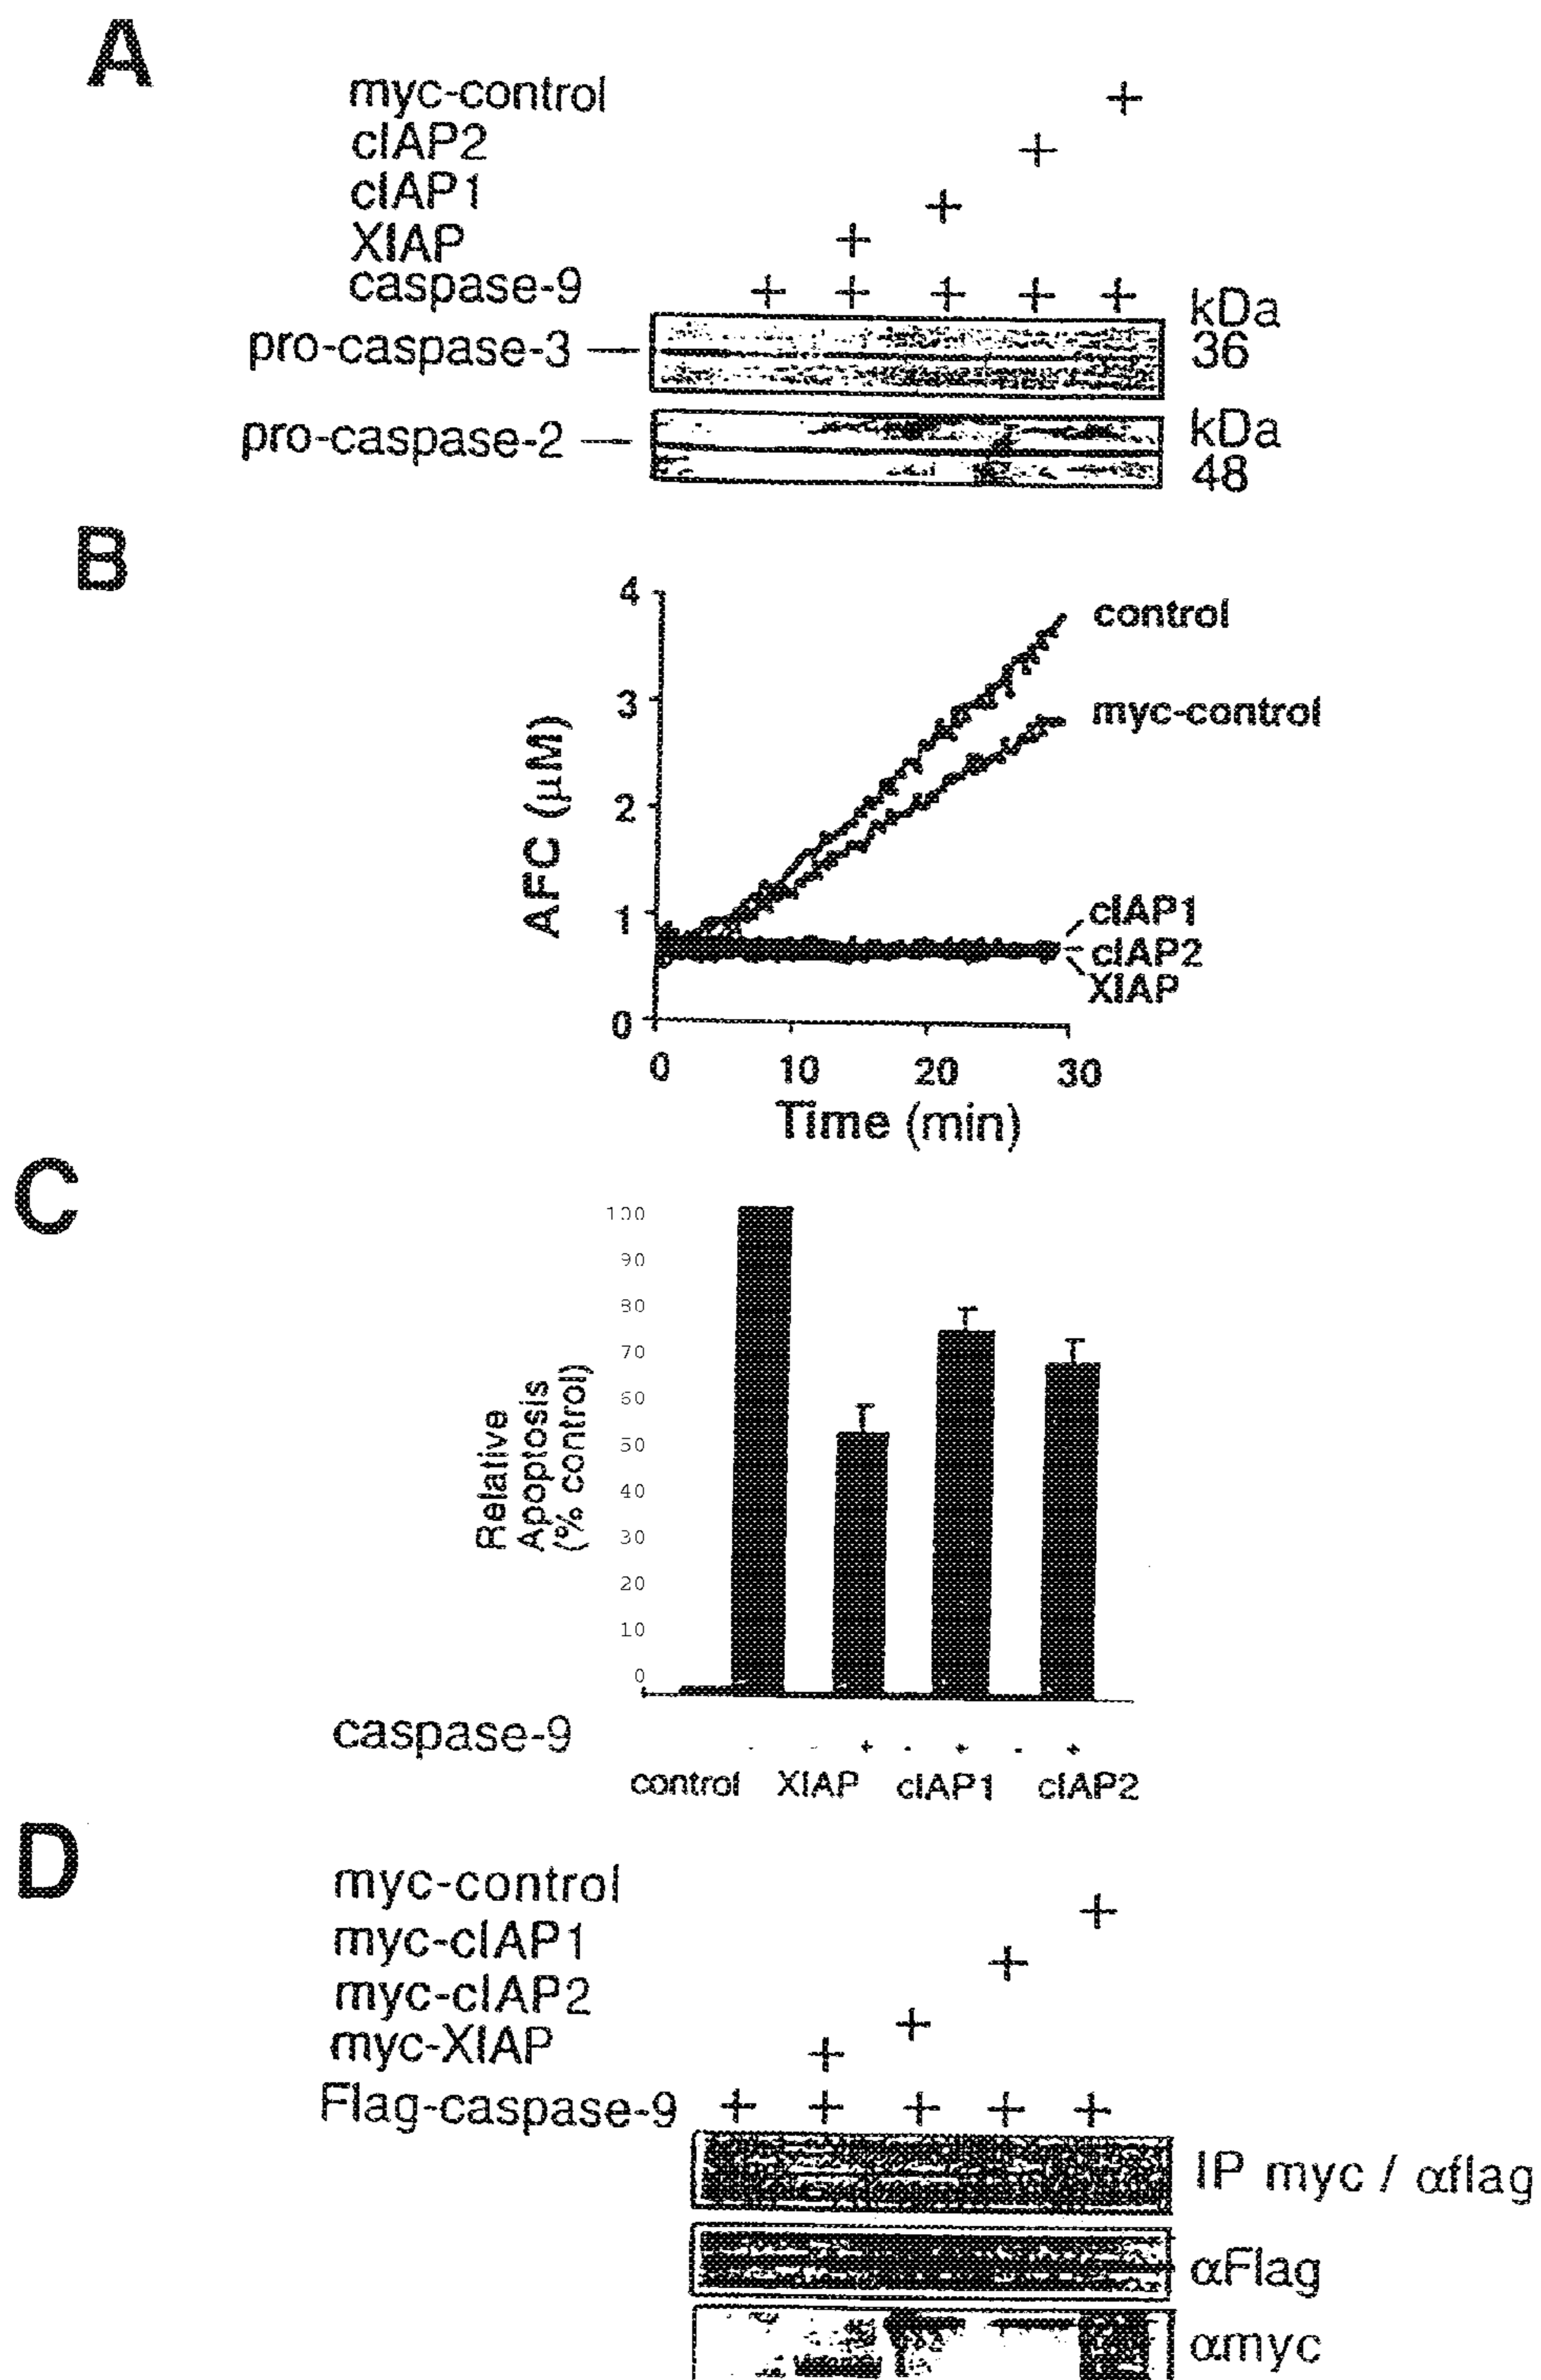 A
myc-control +
cIAP2 +
cIAP1 +
XIAP +
caspase-9 + + + + +
kDa
pro-caspase-3 — 36
kDa
pro-caspase-2 — 48
B
4
control
3
myc-control
AFC (μM)
2
1
cIAP1
cIAP2
XIAP
0
0 10 20 30
Time (min)
C
100
90
80
70
60
50
40
30
20
10
0
Relative
Apoptosis
(% control)
caspase-9 - - + - + - +
control XIAP cIAP1 cIAP2
D
myc-control +
myc-cIAP1 +
myc-cIAP2 +
myc-XIAP +
Flag-caspase-9 + + + + +
IP myc / αflag
αFlag
αmyc